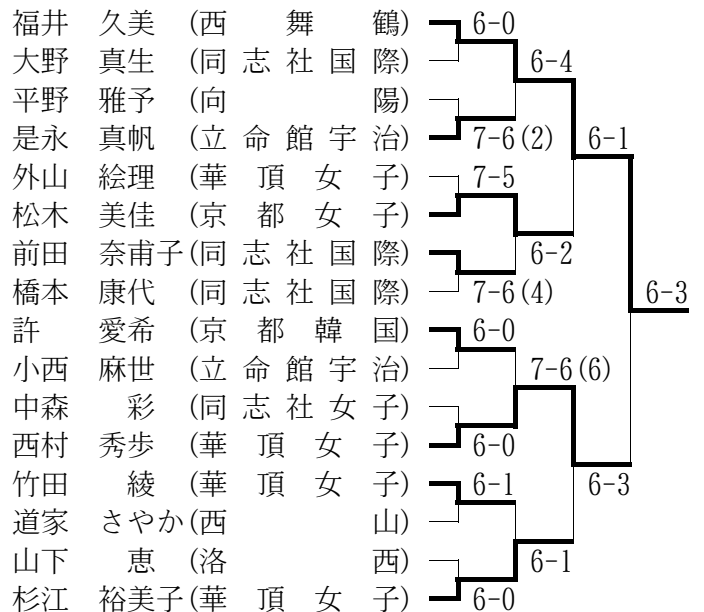 福井 久美 (西 舞 鶴) 6-0
大野 真生 (同 志 社 国 際) 6-4
平野 雅予 (向 陽)
是永 真帆 (立 命 館 宇 治) 7-6(2) 6-1
外山 絵理 (華 頂 女 子) 7-5
松木 美佳 (京 都 女 子)
前田 奈甫子(同 志 社 国 際) 6-2
橋本 康代 (同 志 社 国 際) 7-6(4) 6-3
許 愛希 (京 都 韓 国) 6-0
小西 麻世 (立 命 館 宇 治) 7-6(6)
中森 彩 (同 志 社 女 子)
西村 秀歩 (華 頂 女 子) 6-0
竹田 綾 (華 頂 女 子) 6-1 6-3
道家 さやか(西 山)
山下 恵 (洛 西) 6-1
杉江 裕美子(華 頂 女 子) 6-0